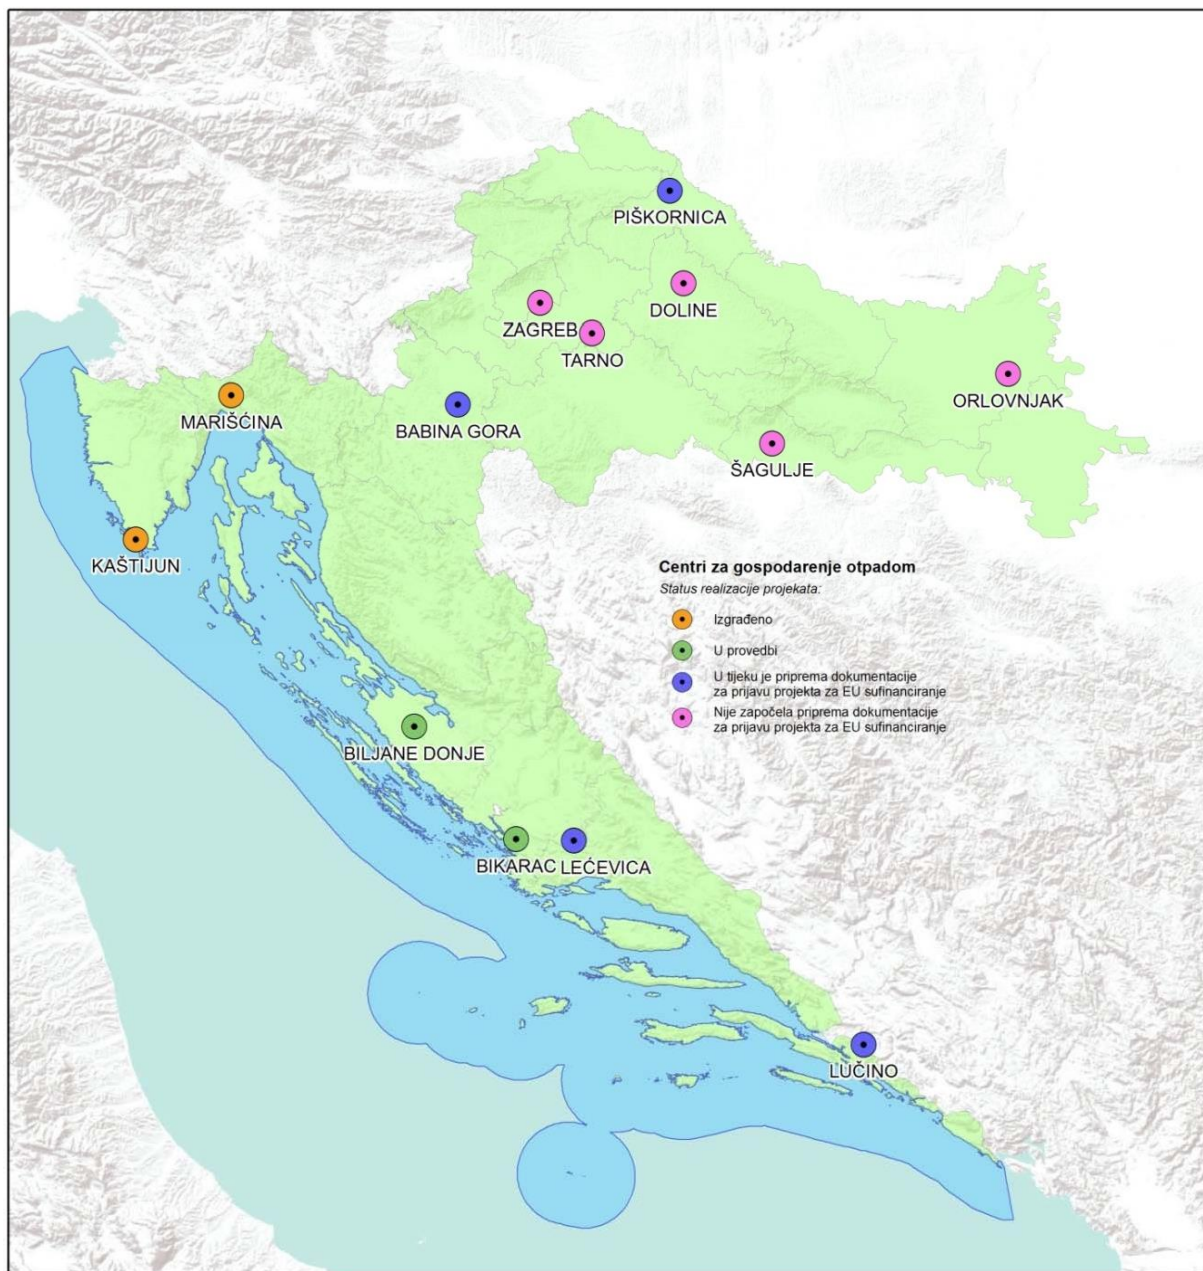 PIŠKORNICA
DOLINE
ZAGREB
TARNO
ORLOVNJAK
MARIŠĆINA
BABINA GORA
ŠAGULJE
KAŠTIJUN
Centri za gospodarenje otpadom
Status realizacije projekata:
Izgrađeno
U provedbi
U tijeku je priprema dokumentacije
za prijavu projekta za EU sufinanciranje
Nije započela priprema dokumentacije
za prijavu projekta za EU sufinanciranje
BILJANE DONJE
BIKARAC
LEĆEVICA
LUČINO